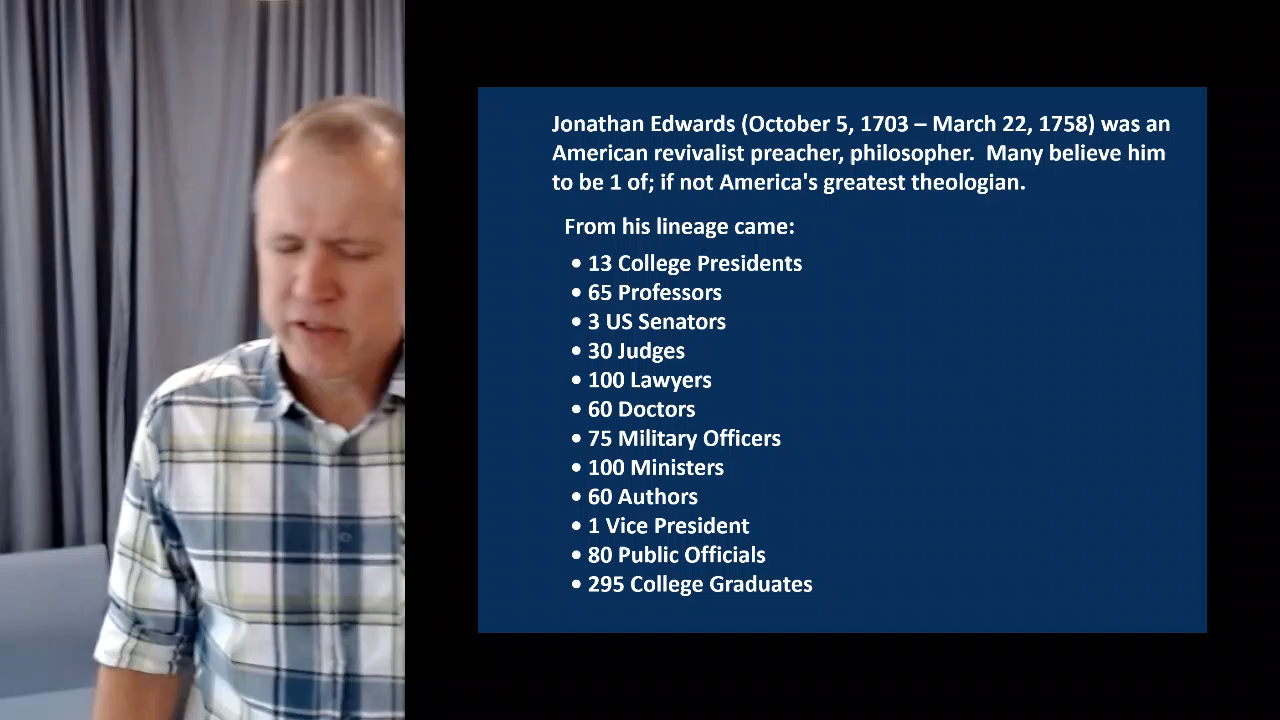 Jonathan Edwards (October 5, 1703 – March 22, 1758) was an
American revivalist preacher, philosopher.  Many believe him
to be 1 of; if not America's greatest theologian.
From his lineage came:
• 13 College Presidents
• 65 Professors
• 3 US Senators
• 30 Judges
• 100 Lawyers
• 60 Doctors
• 75 Military Officers
• 100 Ministers
• 60 Authors
• 1 Vice President
• 80 Public Officials
• 295 College Graduates